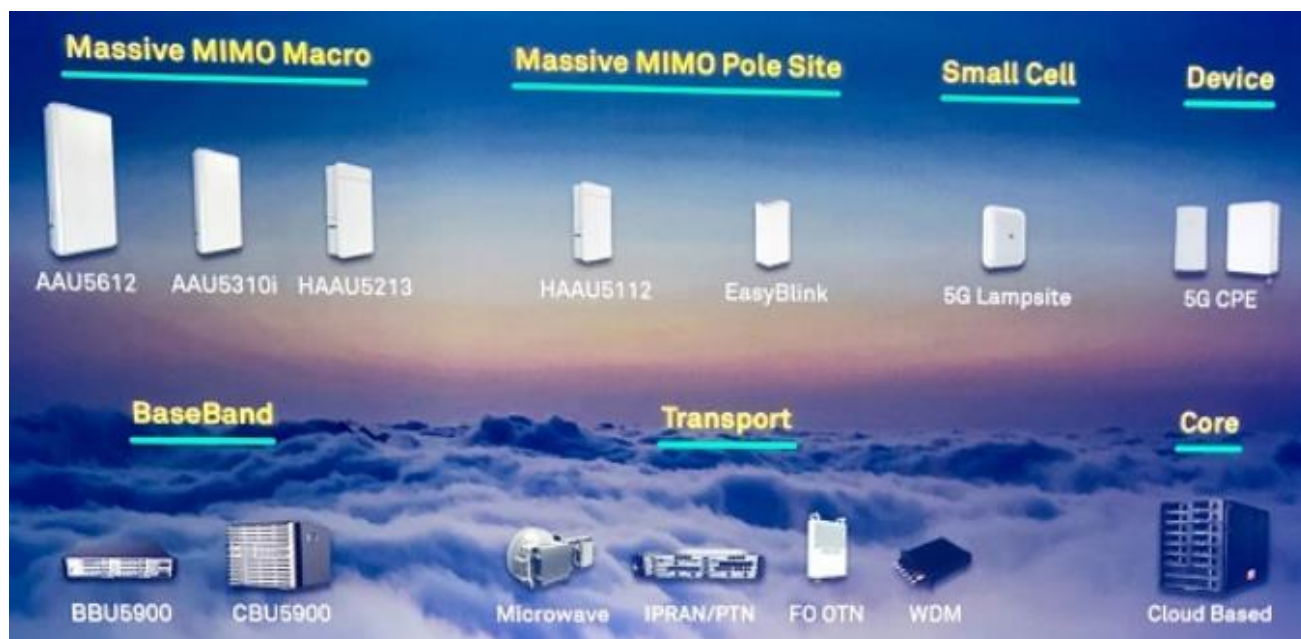 Massive MIMO Macro
Massive MIMO Pole Site
Small Cell
Device
AAU5612
AAU5310i
HAAU5213
HAAU5112
EasyBlink
5G Lampsite
5G CPE
BaseBand
Transport
Core
BBU5900
CBU5900
Microwave
IPRAN/PTN
FO OTN
WDM
Cloud Based